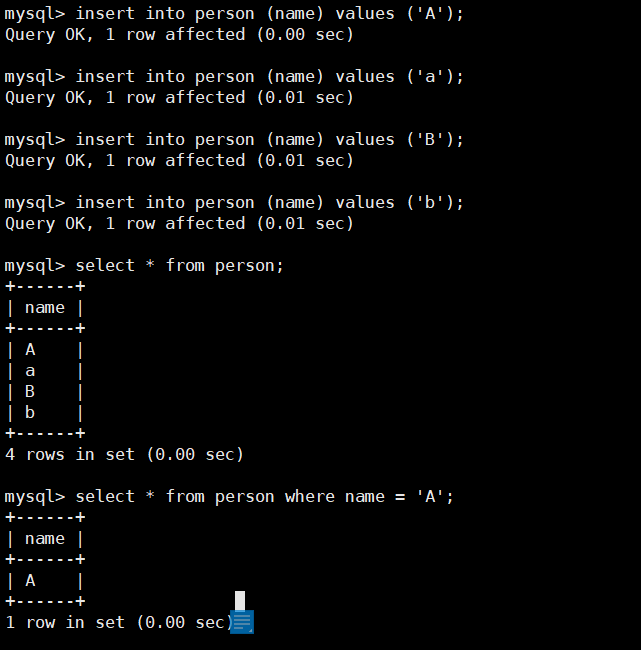 mysql> insert into person (name) values ('A');
Query OK, 1 row affected (0.00 sec)
mysql> insert into person (name) values ('a');
Query OK, 1 row affected (0.01 sec)
mysql> insert into person (name) values ('B');
Query OK, 1 row affected (0.01 sec)
mysql> insert into person (name) values ('b');
Query OK, 1 row affected (0.01 sec)
mysql> select * from person;
+------+
| name |
+------+
| A    |
| a    |
| B    |
| b    |
+------+
4 rows in set (0.00 sec)
mysql> select * from person where name = 'A';
+------+
| name |
+------+
| A    |
+------+
1 row in set (0.00 sec)